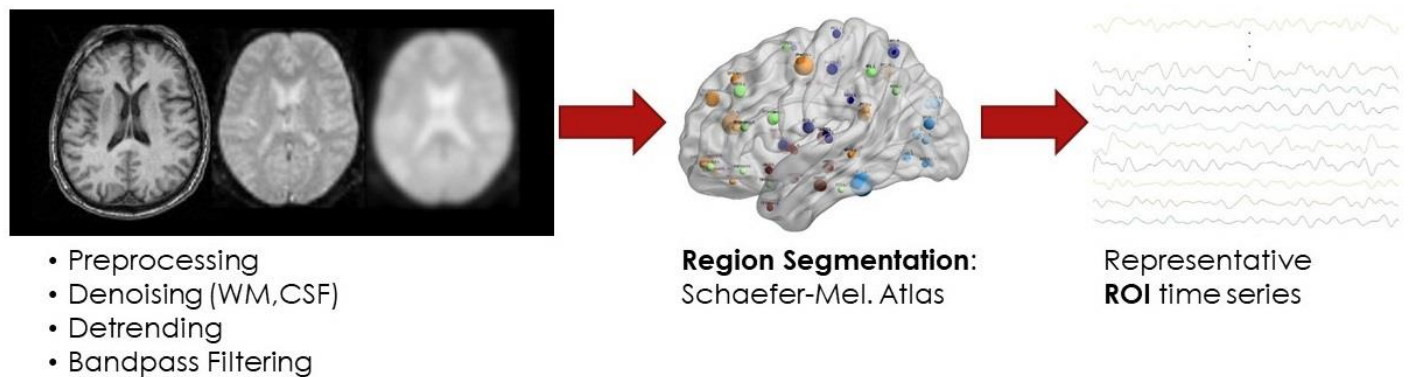 • Preprocessing
• Denoising (WM,CSF)
• Detrending
• Bandpass Filtering
Region Segmentation:
Schaefer-Mel. Atlas
Representative
ROI time series